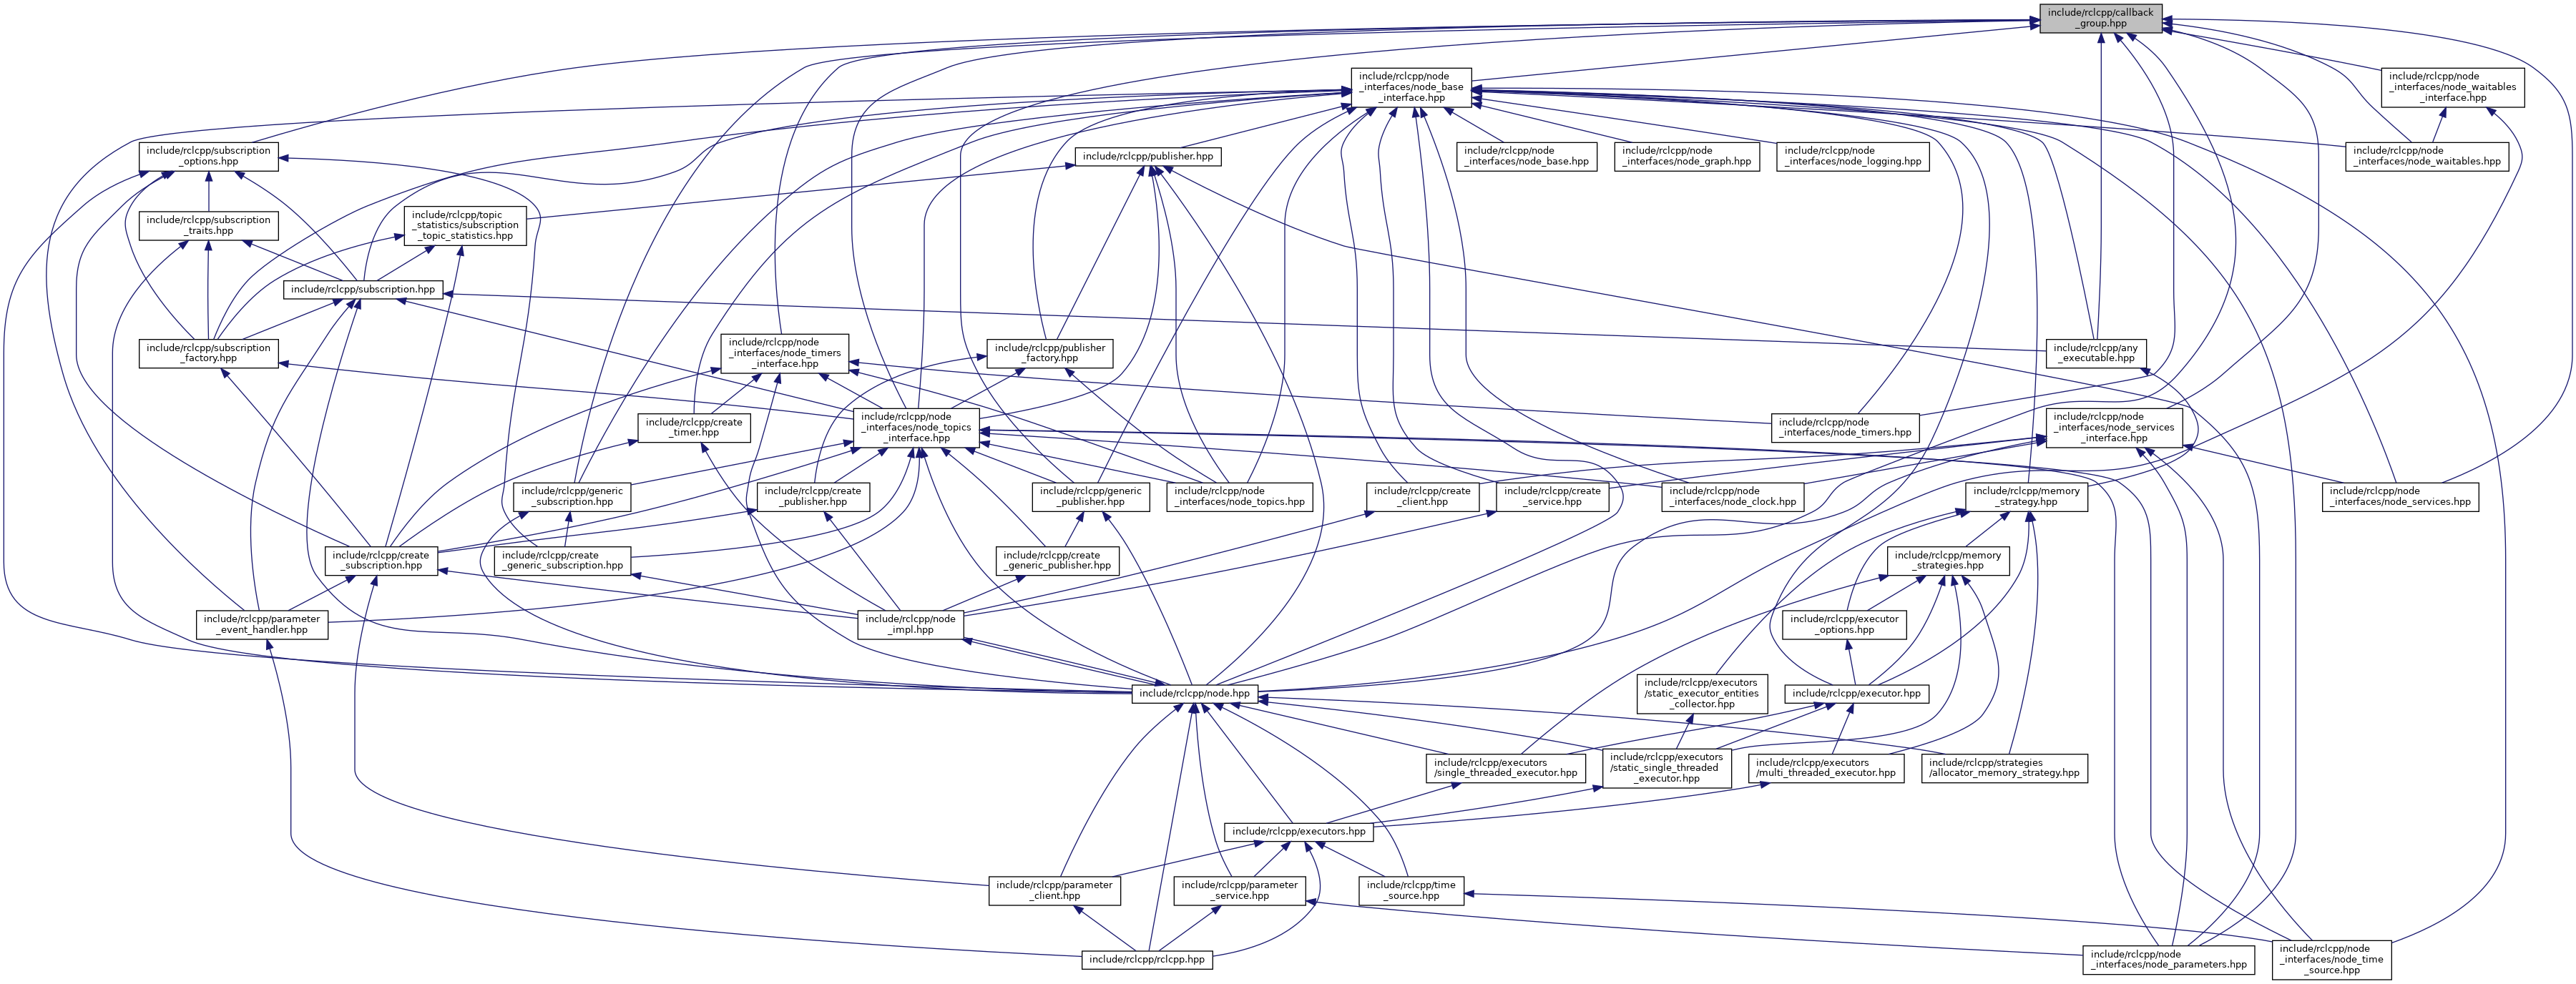 include/rclcpp/callback
_group.hpp
include/rclcpp/node
_interfaces/node_base
_interface.hpp
include/rclcpp/node
_interfaces/node_waitables
_interface.hpp
include/rclcpp/subscription
_options.hpp
include/rclcpp/publisher.hpp
include/rclcpp/node
_interfaces/node_base.hpp
include/rclcpp/node
_interfaces/node_graph.hpp
include/rclcpp/node
_interfaces/node_logging.hpp
include/rclcpp/node
_interfaces/node_waitables.hpp
include/rclcpp/subscription
_traits.hpp
include/rclcpp/topic
_statistics/subscription
_topic_statistics.hpp
include/rclcpp/subscription.hpp
include/rclcpp/subscription
_factory.hpp
include/rclcpp/node
_interfaces/node_timers
_interface.hpp
include/rclcpp/publisher
_factory.hpp
include/rclcpp/any
_executable.hpp
include/rclcpp/create
_timer.hpp
include/rclcpp/node
_interfaces/node_topics
_interface.hpp
include/rclcpp/node
_interfaces/node_timers.hpp
include/rclcpp/node
_interfaces/node_services
_interface.hpp
include/rclcpp/generic
_subscription.hpp
include/rclcpp/create
_publisher.hpp
include/rclcpp/generic
_publisher.hpp
include/rclcpp/node
_interfaces/node_topics.hpp
include/rclcpp/create
_client.hpp
include/rclcpp/create
_service.hpp
include/rclcpp/node
_interfaces/node_clock.hpp
include/rclcpp/memory
_strategy.hpp
include/rclcpp/node
_interfaces/node_services.hpp
include/rclcpp/create
_subscription.hpp
include/rclcpp/create
_generic_subscription.hpp
include/rclcpp/create
_generic_publisher.hpp
include/rclcpp/memory
_strategies.hpp
include/rclcpp/parameter
_event_handler.hpp
include/rclcpp/node
_impl.hpp
include/rclcpp/executor
_options.hpp
include/rclcpp/node.hpp
include/rclcpp/executors
/static_executor_entities
_collector.hpp
include/rclcpp/executor.hpp
include/rclcpp/executors
/single_threaded_executor.hpp
include/rclcpp/executors
/static_single_threaded
_executor.hpp
include/rclcpp/executors
/multi_threaded_executor.hpp
include/rclcpp/strategies
/allocator_memory_strategy.hpp
include/rclcpp/executors.hpp
include/rclcpp/parameter
_client.hpp
include/rclcpp/parameter
_service.hpp
include/rclcpp/time
_source.hpp
include/rclcpp/rclcpp.hpp
include/rclcpp/node
_interfaces/node_parameters.hpp
include/rclcpp/node
_interfaces/node_time
_source.hpp